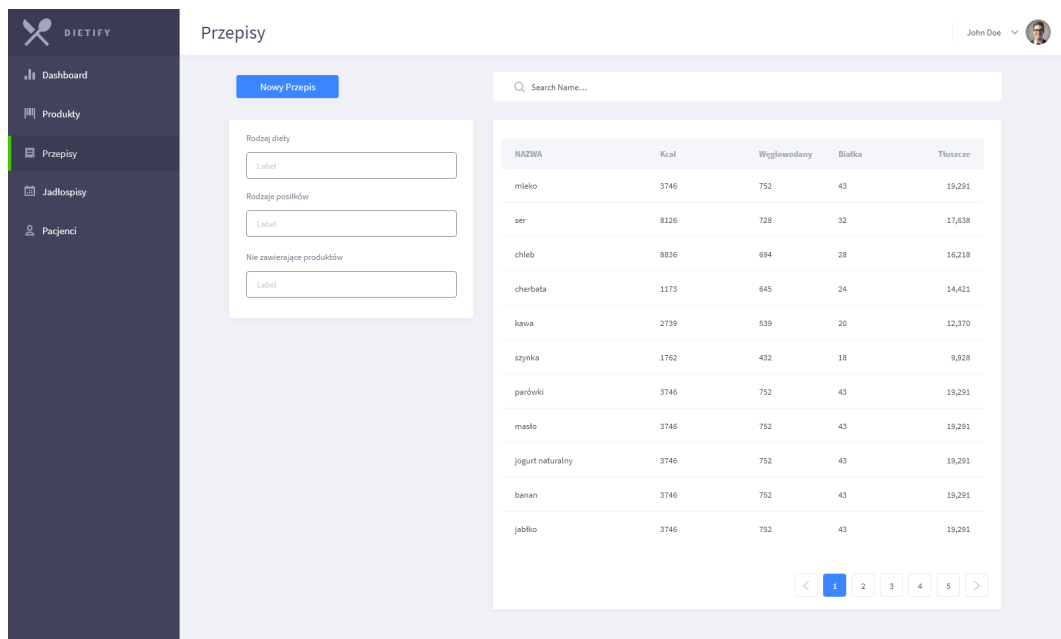 DIETIFY
Przepisy
John Doe
Dashboard
Produkty
Przepisy
Jadłospisy
Pacjenci
Nowy Przepis
Search Name...
Rodzaj diety
Label
Rodzaje posiłków
Label
Nie zawierające produktów
Label
NAZWA Kcal Węglowodany Białka Tłuszcze
mleko 3746 752 43 19,291
ser 8126 728 32 17,638
chleb 8836 694 28 16,218
cherbata 1173 645 24 14,421
kawa 2739 539 20 12,370
szynka 1762 432 18 9,928
parówki 3746 752 43 19,291
masło 3746 752 43 19,291
jogurt naturalny 3746 752 43 19,291
banan 3746 752 43 19,291
jabłko 3746 752 43 19,291
1 2 3 4 5